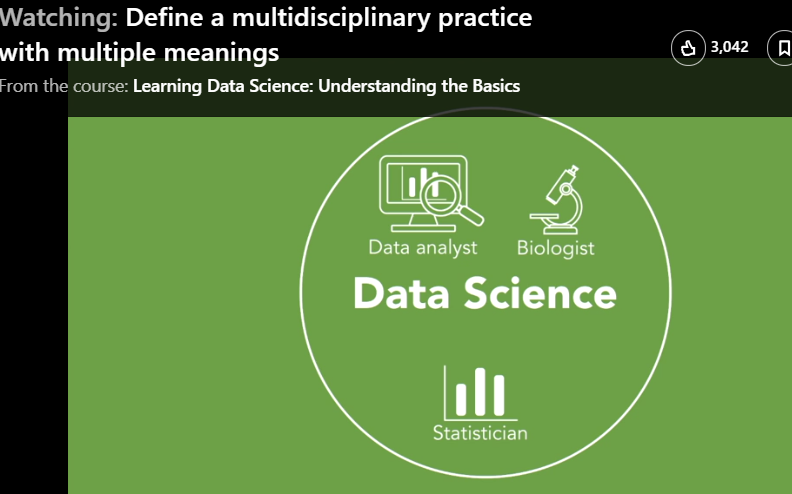 Watching: Define a multidisciplinary practice
with multiple meanings
3,042
From the course: Learning Data Science: Understanding the Basics
Data analyst
Biologist
Data Science
Statistician